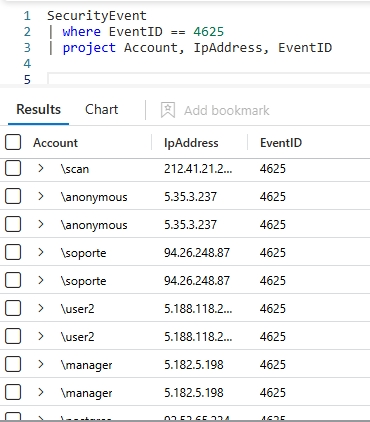 1 SecurityEvent
2 | where EventID == 4625
3 | project Account, IpAddress, EventID
4
5
Results Chart Add bookmark
Account IpAddress EventID
\scan 212.41.21.2... 4625
\anonymous 5.35.3.237 4625
\anonymous 5.35.3.237 4625
\soporte 94.26.248.87 4625
\soporte 94.26.248.87 4625
\user2 5.188.118.2... 4625
\user2 5.188.118.2... 4625
\manager 5.182.5.198 4625
\manager 5.182.5.198 4625
\postgres 4625